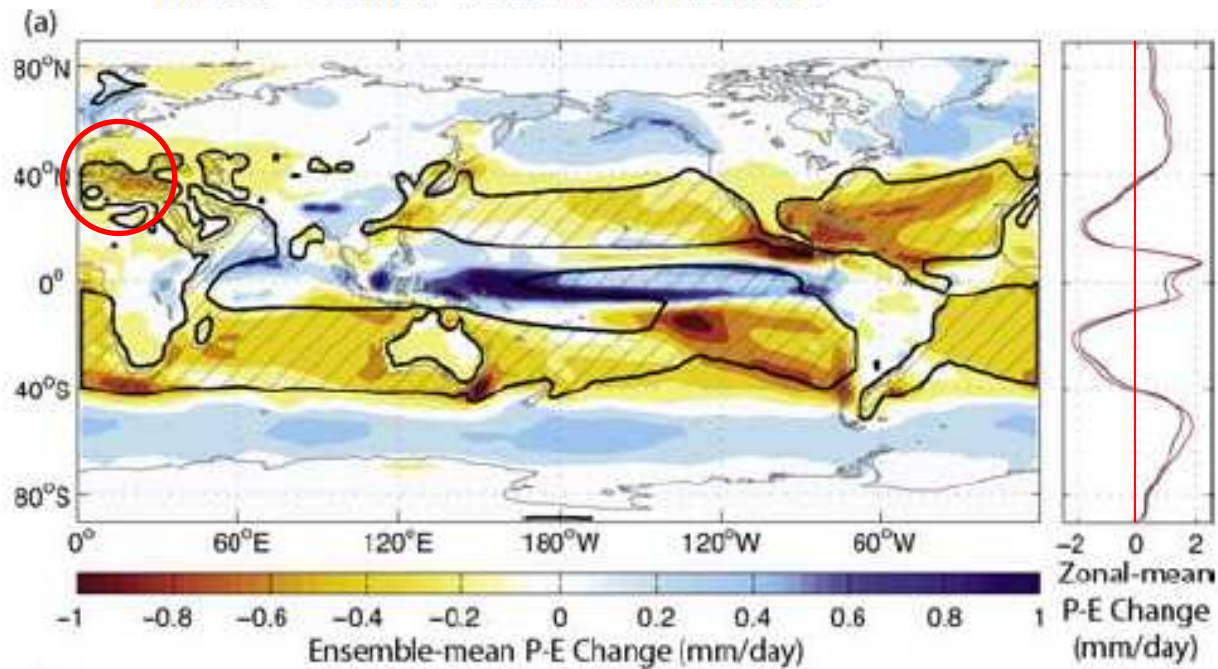 (a)
80°N
40°N
0°
40°S
80°S
0° 60°E 120°E 180°W 120°W 60°W
-2 0 2
Zonal-mean
P-E Change
(mm/day)
-1 -0.8 -0.6 -0.4 -0.2 0 0.2 0.4 0.6 0.8 1
Ensemble-mean P-E Change (mm/day)